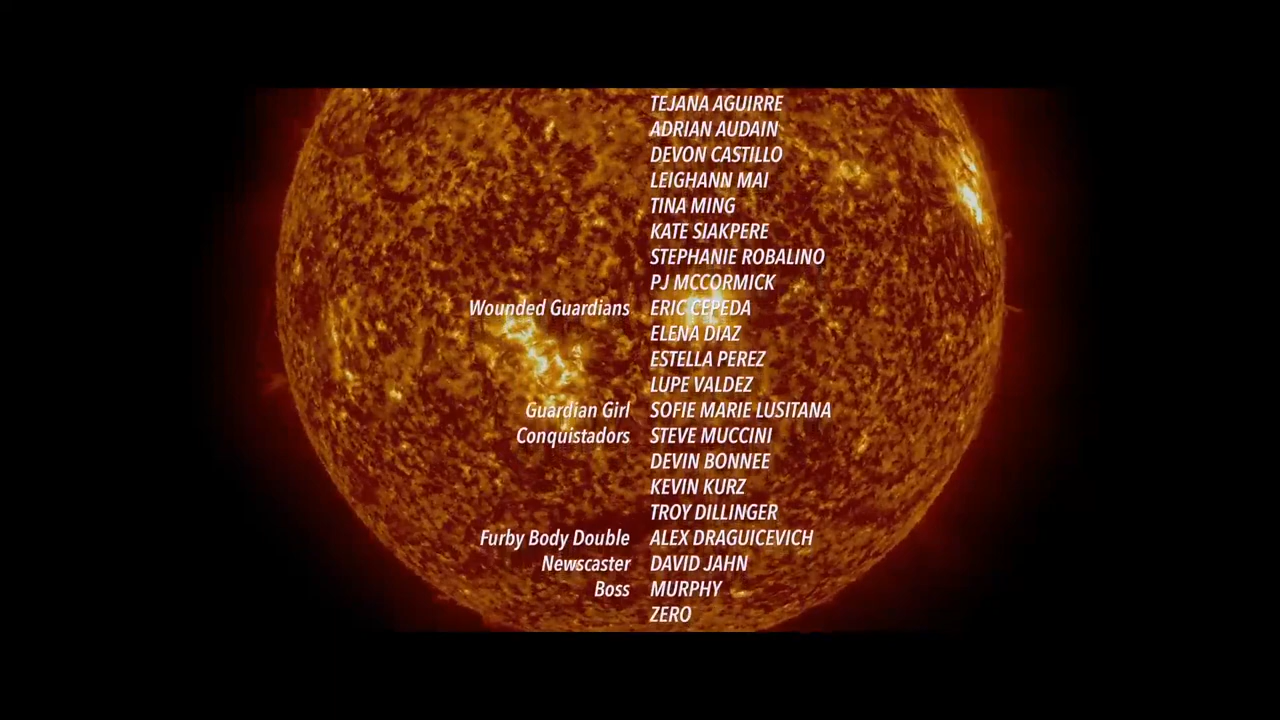 TEJANA AGUIRRE
ADRIAN AUDAIN
DEVON CASTILLO
LEIGHANN MAI
TINA MING
KATE SIAKPERE
STEPHANIE ROBALINO
PJ MCCORMICK
Wounded Guardians ERIC CEPEDA
ELENA DIAZ
ESTELLA PEREZ
LUPE VALDEZ
Guardian Girl SOFIE MARIE LUSITANA
Conquistadors STEVE MUCCINI
DEVIN BONNEE
KEVIN KURZ
TROY DILLINGER
Furby Body Double ALEX DRAGUICEVICH
Newscaster DAVID JAHN
Boss MURPHY
ZERO